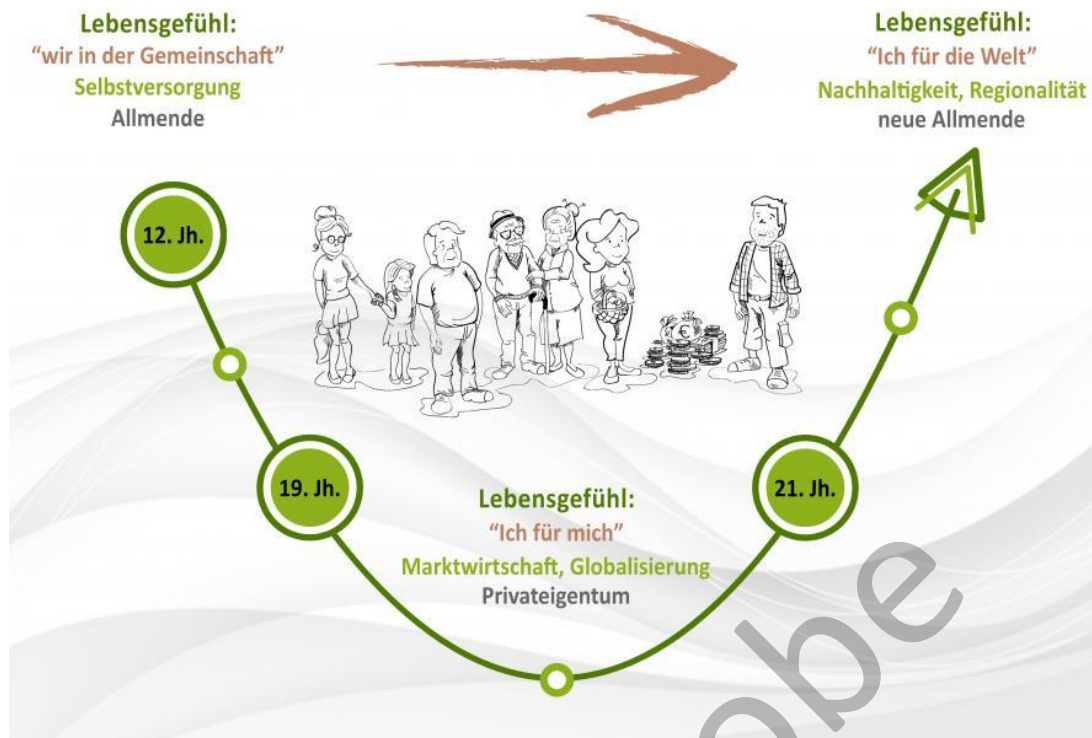 Lebensgefühl:
“wir in der Gemeinschaft”
Selbstversorgung
Allmende
Lebensgefühl:
“Ich für die Welt”
Nachhaltigkeit, Regionalität
neue Allmende
12. Jh.
€
19. Jh.
Lebensgefühl:
“Ich für mich”
Marktwirtschaft, Globalisierung
Privateigentum
21. Jh.
obe